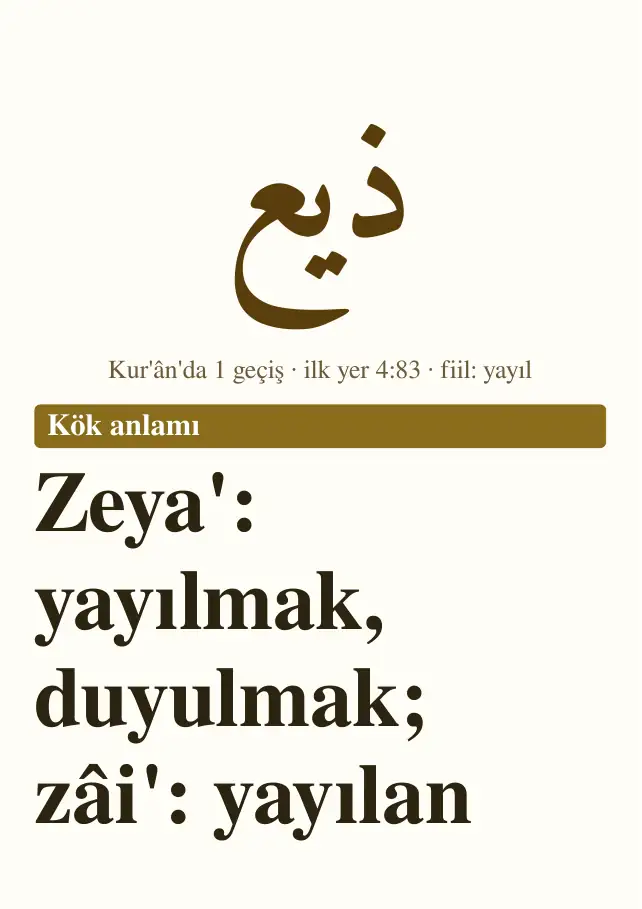 ذيع
Kur'ân'da 1 geçiş · ilk yer 4:83 · fiil: yayıl
Kök anlamı
Zeya':
yayılmak,
duyulmak;
zâi': yayılan